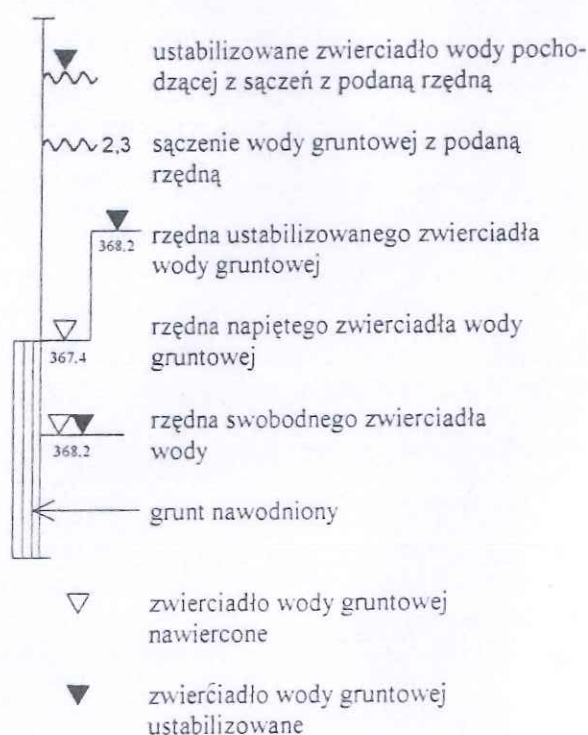 ustabilizowane zwierciadło wody pocho-
dzącej z sączeń z podaną rzędną
2,3 sączenie wody gruntowej z podaną
rzędną
368.2 rzędna ustabilizowanego zwierciadła
wody gruntowej
rzędna napiętego zwierciadła wody
367.4 gruntowej
rzędna swobodnego zwierciadła
368.2 wody
grunt nawodniony
zwierciadło wody gruntowej
nawiercone
zwierciadło wody gruntowej
ustabilizowane